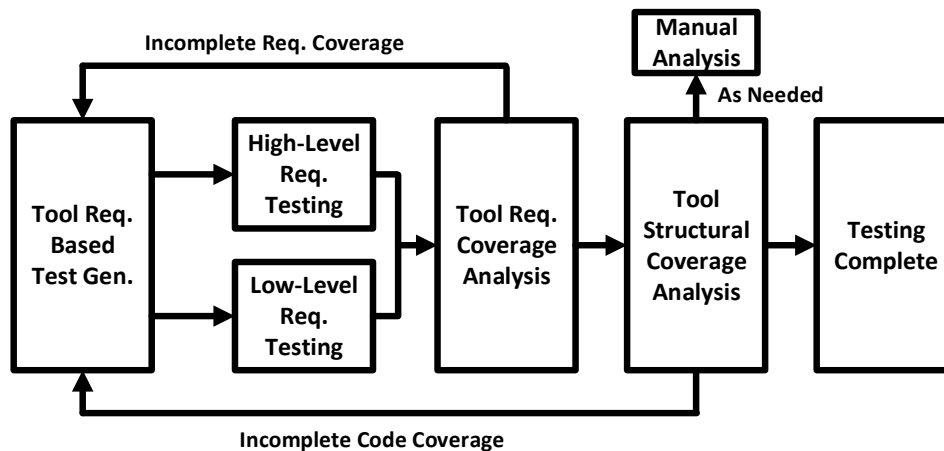 Incomplete Req. Coverage
Manual
Analysis
As Needed
Tool Req.
Based
Test Gen.
High-Level
Req.
Testing
Low-Level
Req.
Testing
Tool Req.
Coverage
Analysis
Tool
Structural
Coverage
Analysis
Testing
Complete
Incomplete Code Coverage